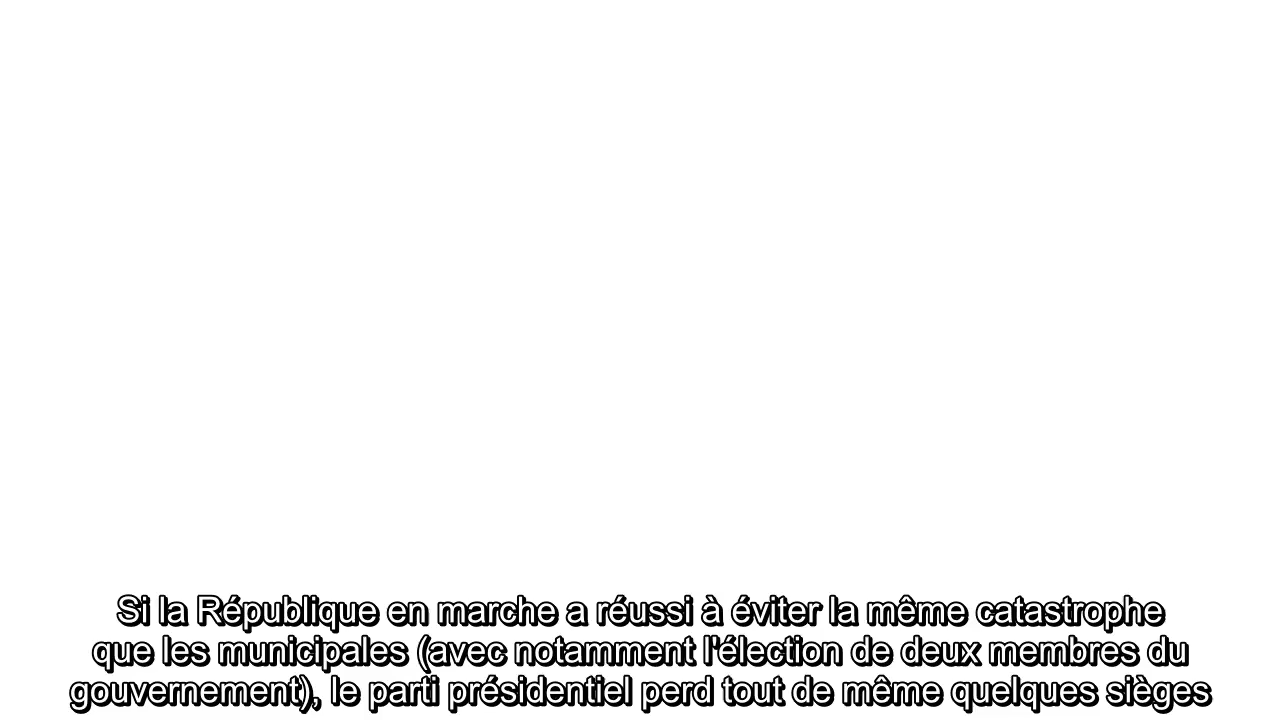 Si la République en marche a réussi à éviter la même catastrophe
que les municipales (avec notamment l'élection de deux membres du
gouvernement), le parti présidentiel perd tout de même quelques sièges